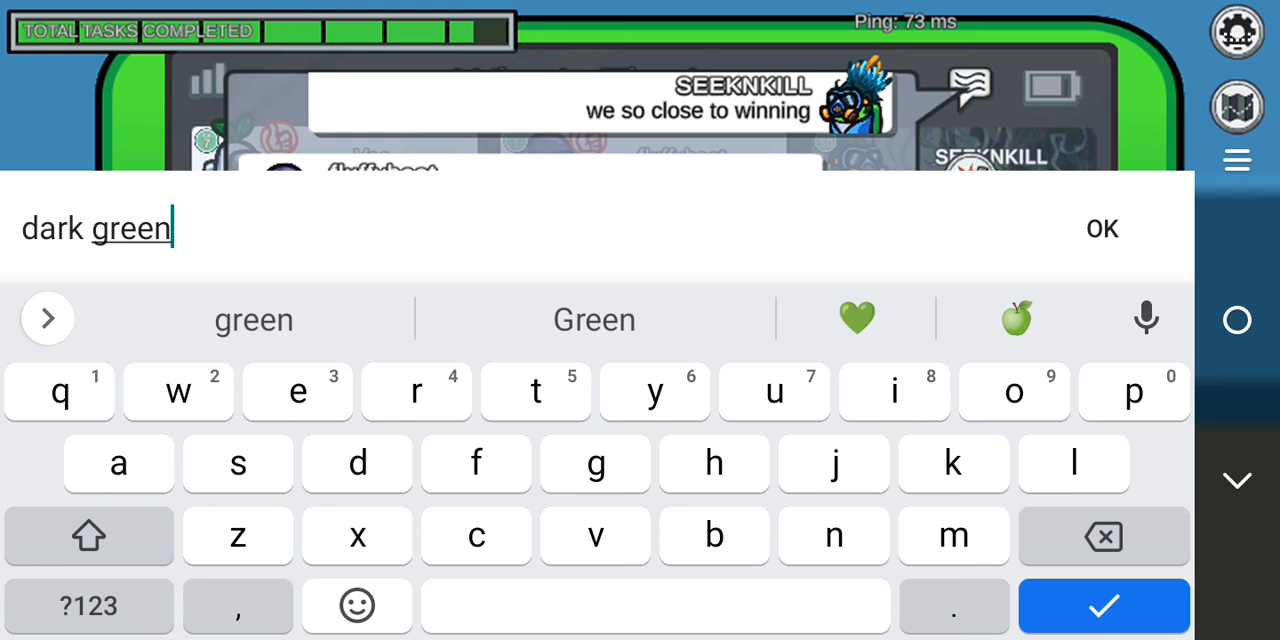 TOTAL TASKS COMPLETED
Ping: 73 ms
SEEKNKILL
we so close to winning
SEEKNKILL
dark green
OK
green
Green
q 1 w 2 e 3 r 4 t 5 y 6 u 7 i 8 o 9 p 0
a s d f g h j k l
z x c v b n m
?123 , .